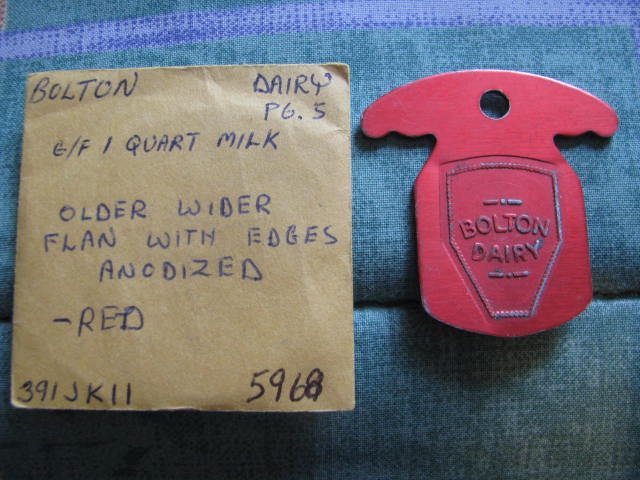 BOLTON DAIRY
PG. 5
G/F 1 QUART MILK
OLDER WIDER
FLAN WITH EDGES
ANODIZED
-RED
391JK11 5968
BOLTON
DAIRY